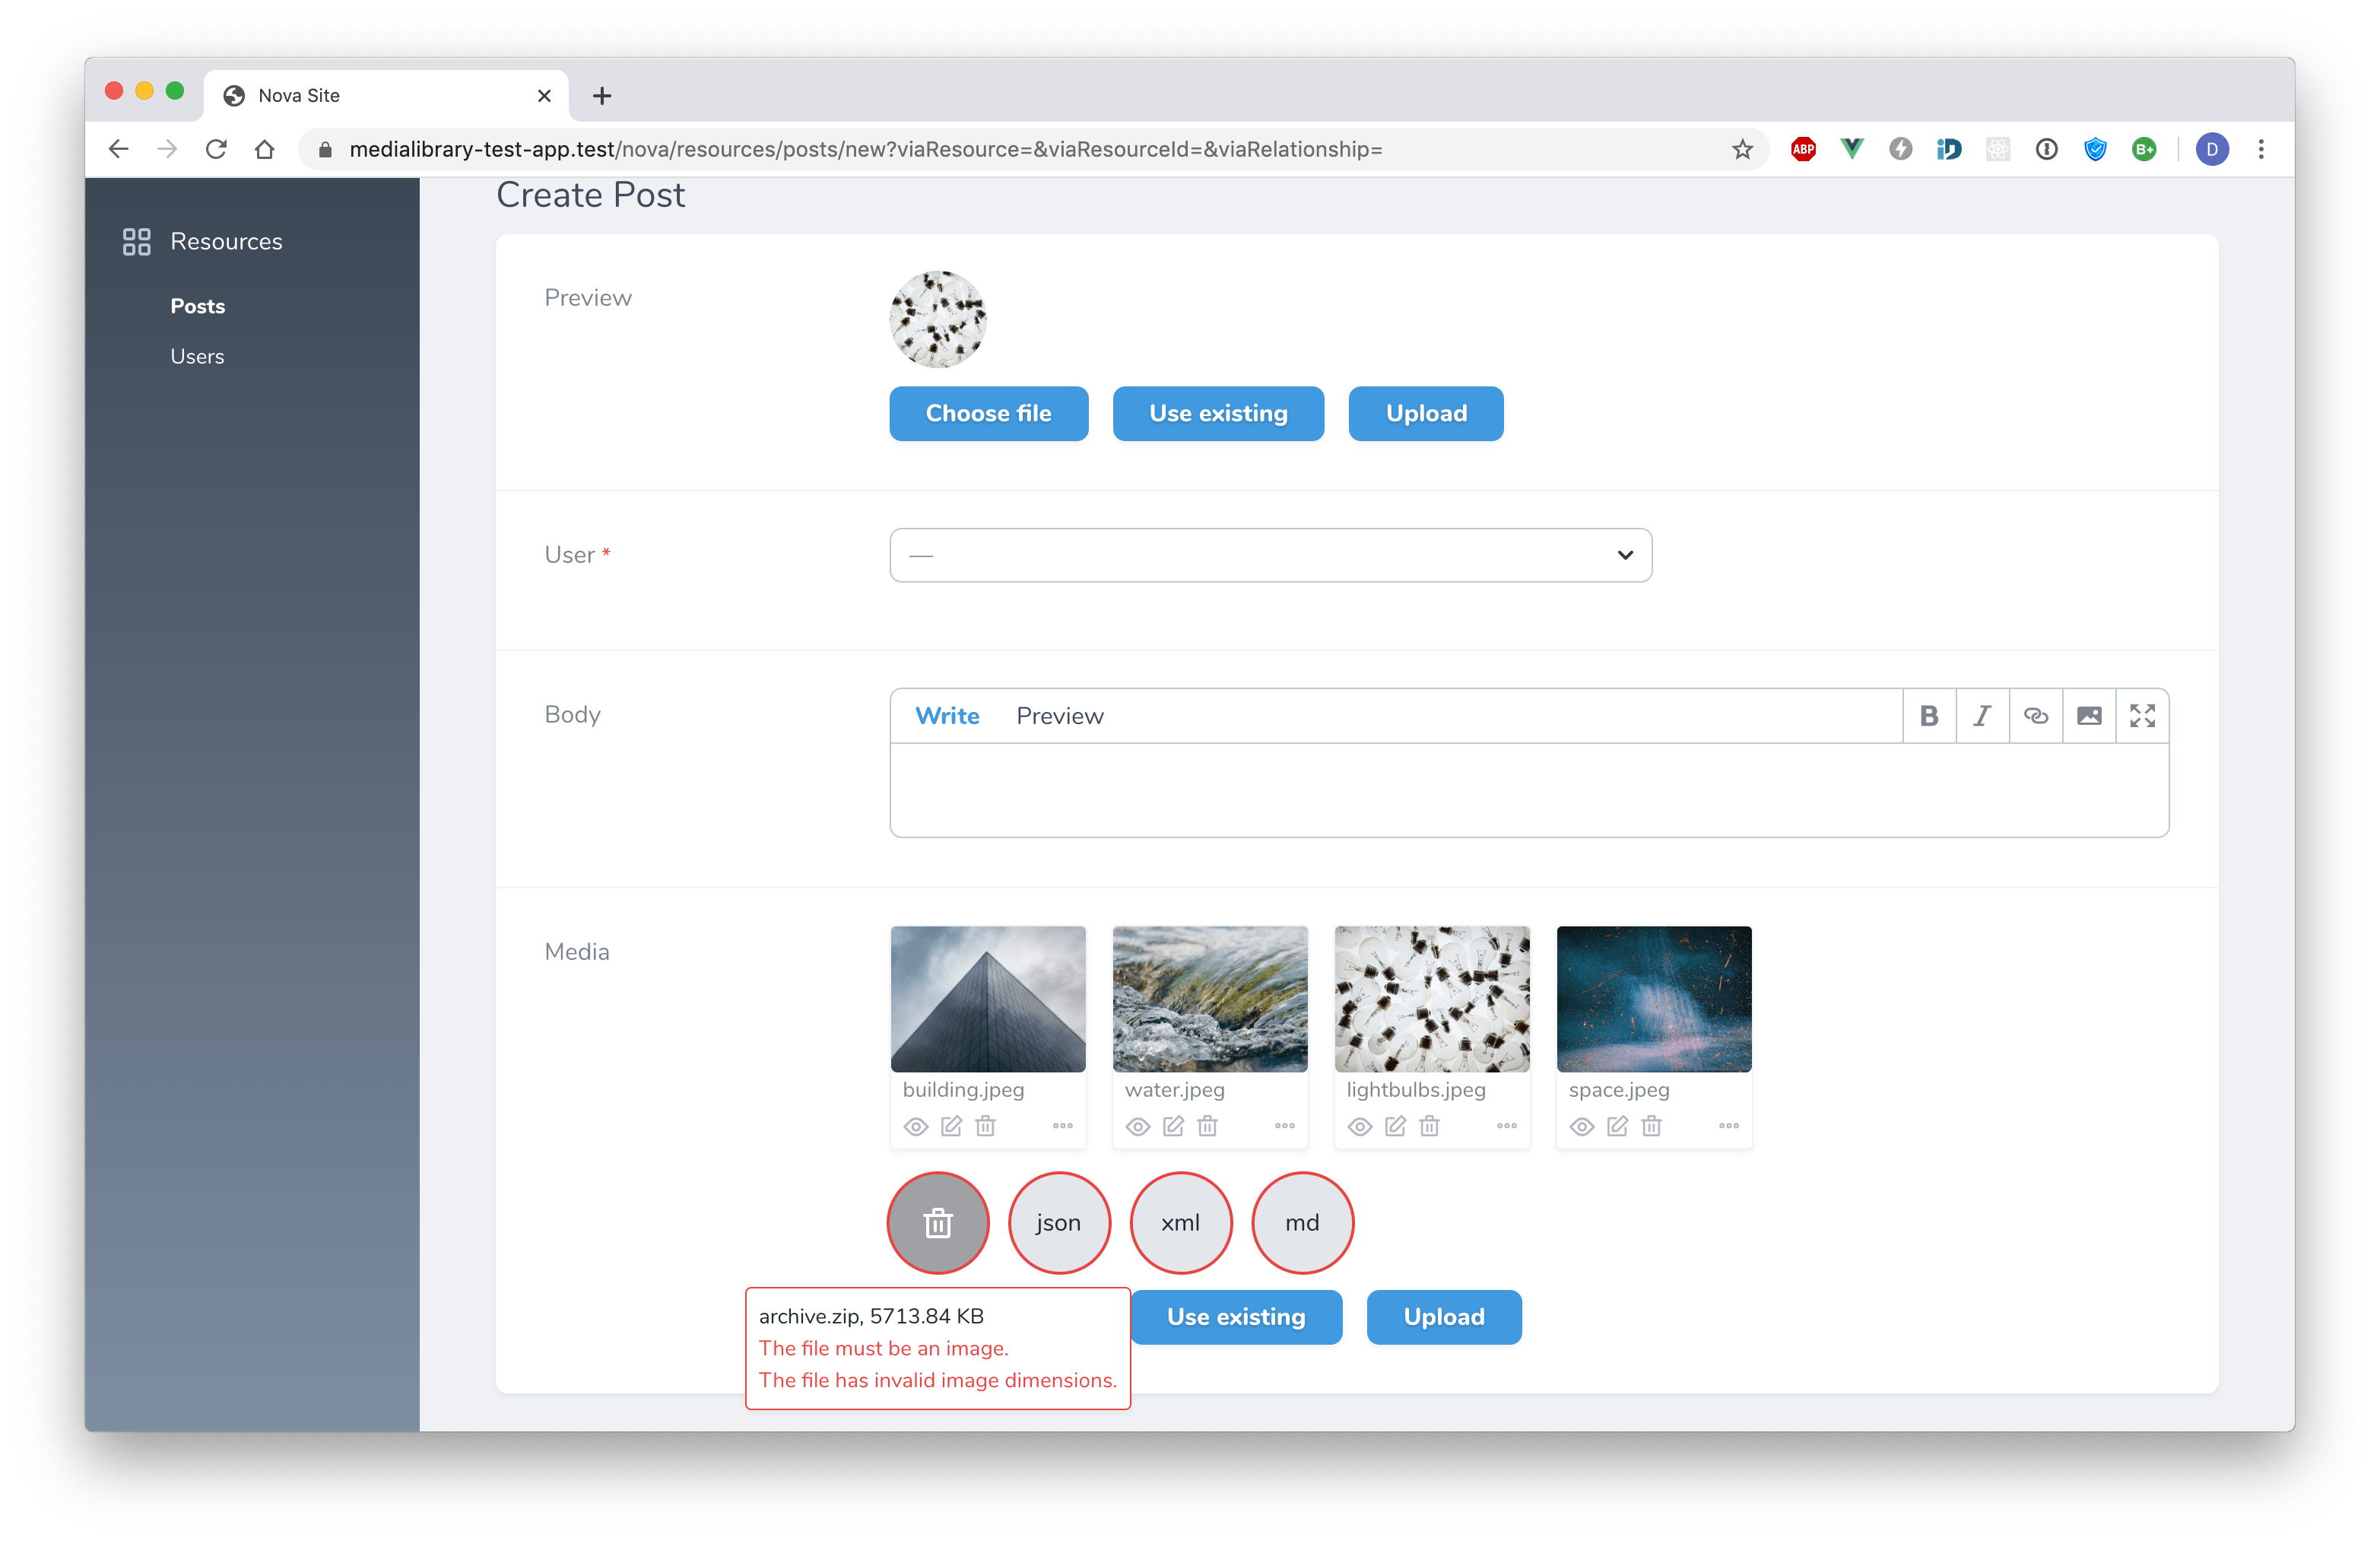 Nova Site
medialibrary-test-app.test/nova/resources/posts/new?viaResource=&viaResourceId=&viaRelationship=
ABP
B+
D
Create Post
Resources
Posts
Users
Preview
Choose file
Use existing
Upload
User *
—
Body
Write
Preview
B
I
Media
building.jpeg
water.jpeg
lightbulbs.jpeg
space.jpeg
json
xml
md
archive.zip, 5713.84 KB
The file must be an image.
The file has invalid image dimensions.
Use existing
Upload